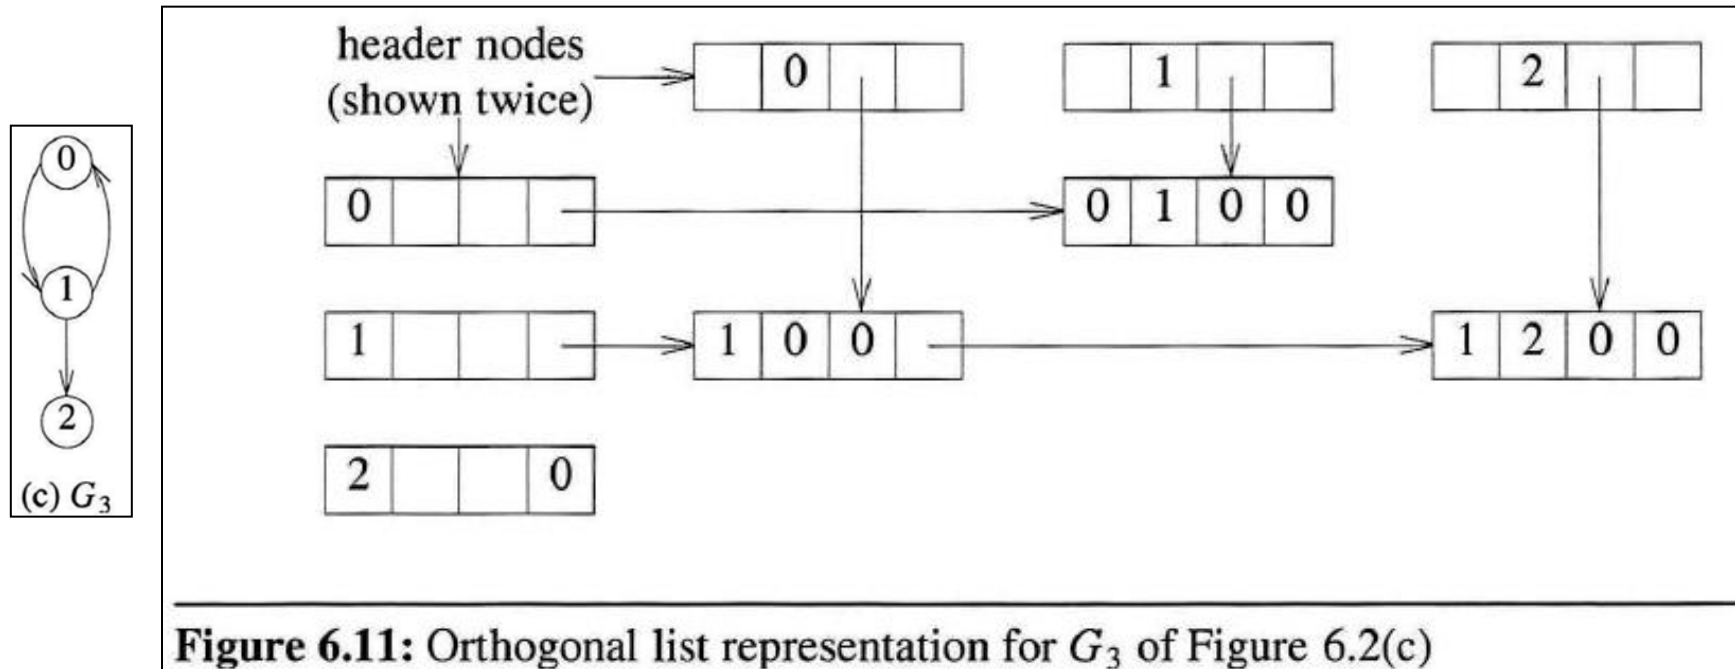 0
1
2
(c) G3
header nodes
(shown twice)
0
1
2
0
0 1 0 0
1
1 0 0
1 2 0 0
2 0
Figure 6.11: Orthogonal list representation for G3 of Figure 6.2(c)